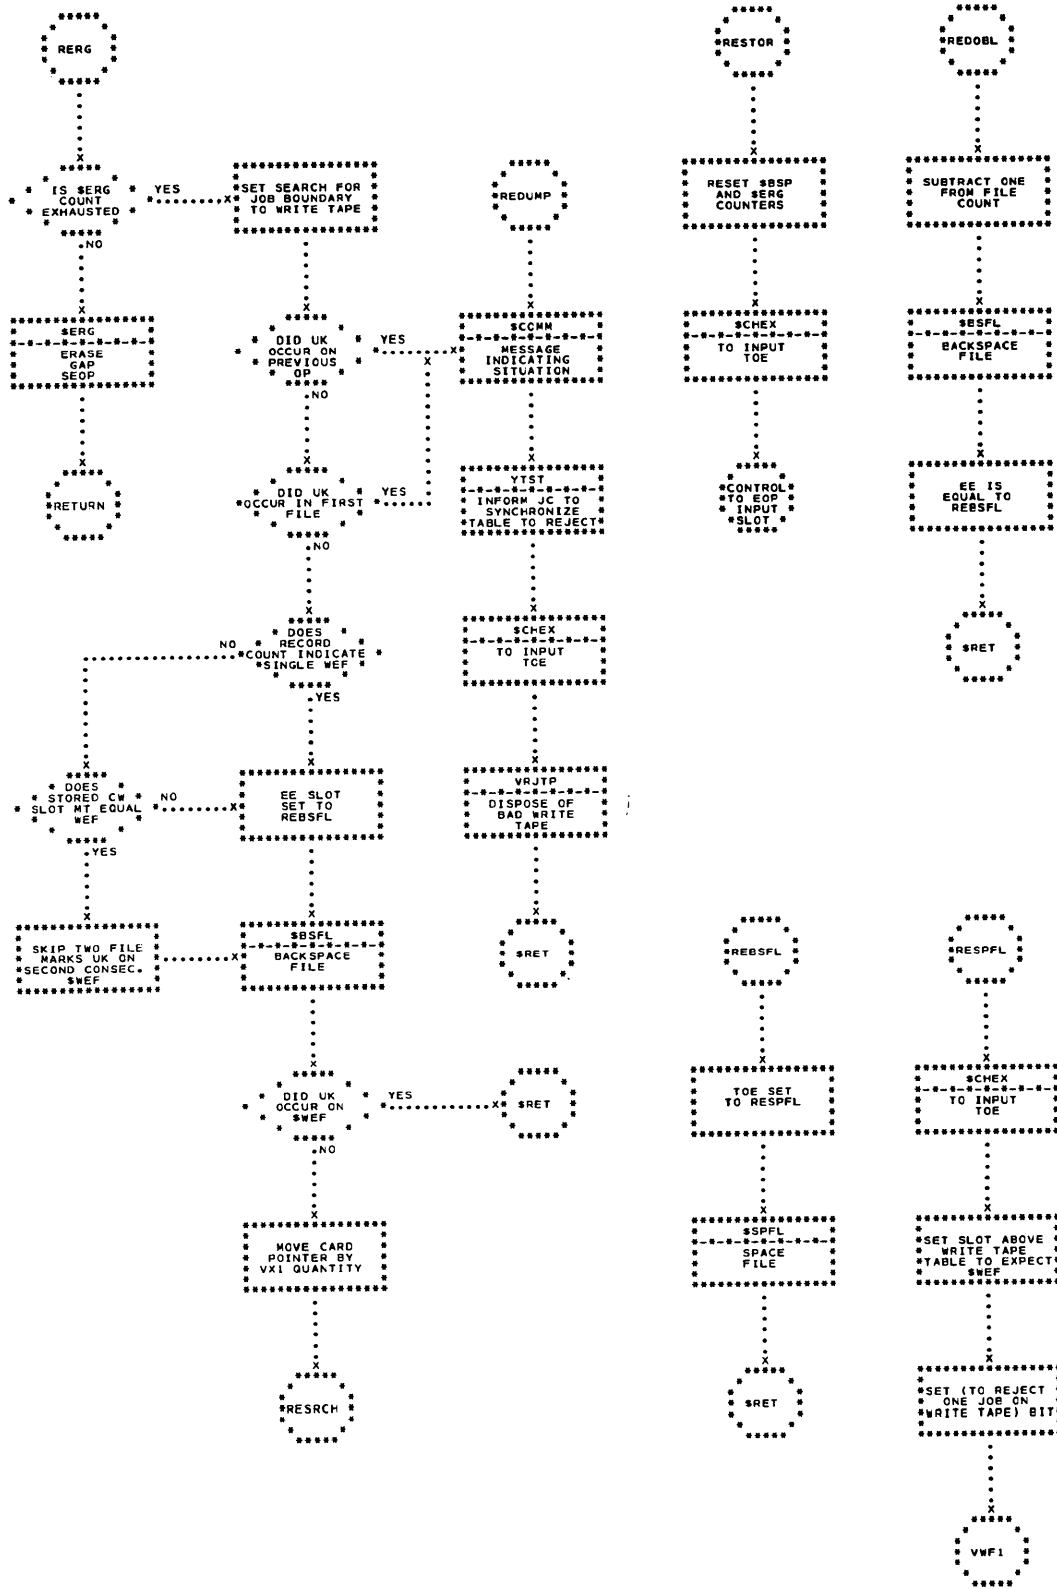 RERG
IS $ERG
COUNT
EXHAUSTED
YES
NO
SET SEARCH FOR
JOB BOUNDARY
TO WRITE TAPE
$ERG
ERASE
GAP
SEOP
RETURN
DID UK
OCCUR ON
PREVIOUS
OP
YES
NO
DID UK
OCCUR IN FIRST
FILE
YES
NO
DOES
RECORD
COUNT INDICATE
SINGLE WEF
NO
YES
DOES
STORED CW
SLOT MT EQUAL
WEF
NO
YES
EE SLOT
SET TO
REBSFL
SKIP TWO FILE
MARKS UK ON
SECOND CONSEC.
$WEF
$BSFL
BACKSPACE
FILE
DID UK
OCCUR ON
$WEF
YES
NO
$RET
MOVE CARD
POINTER BY
VX1 QUANTITY
RESRCH
REDUMP
$CCMM
MESSAGE
INDICATING
SITUATION
YTST
INFORM JC TO
SYNCHRONIZE
TABLE TO REJECT
$CHEX
TO INPUT
TOE
VRJTP
DISPOSE OF
BAD WRITE
TAPE
$RET
RESTOR
RESET $BSP
AND $ERG
COUNTERS
$CHEX
TO INPUT
TOE
CONTROL
TO EOP
INPUT
SLOT
REDOBL
SUBTRACT ONE
FROM FILE
COUNT
$BSFL
BACKSPACE
FILE
EE IS
EQUAL TO
REBSFL
$RET
REBSFL
TOE SET
TO RESPFL
$SPFL
SPACE
FILE
$RET
RESPFL
$CHEX
TO INPUT
TOE
SET SLOT ABOVE
WRITE TAPE
TABLE TO EXPECT
$WEF
SET (TO REJECT
ONE JOB ON
WRITE TAPE) BIT
VWF1